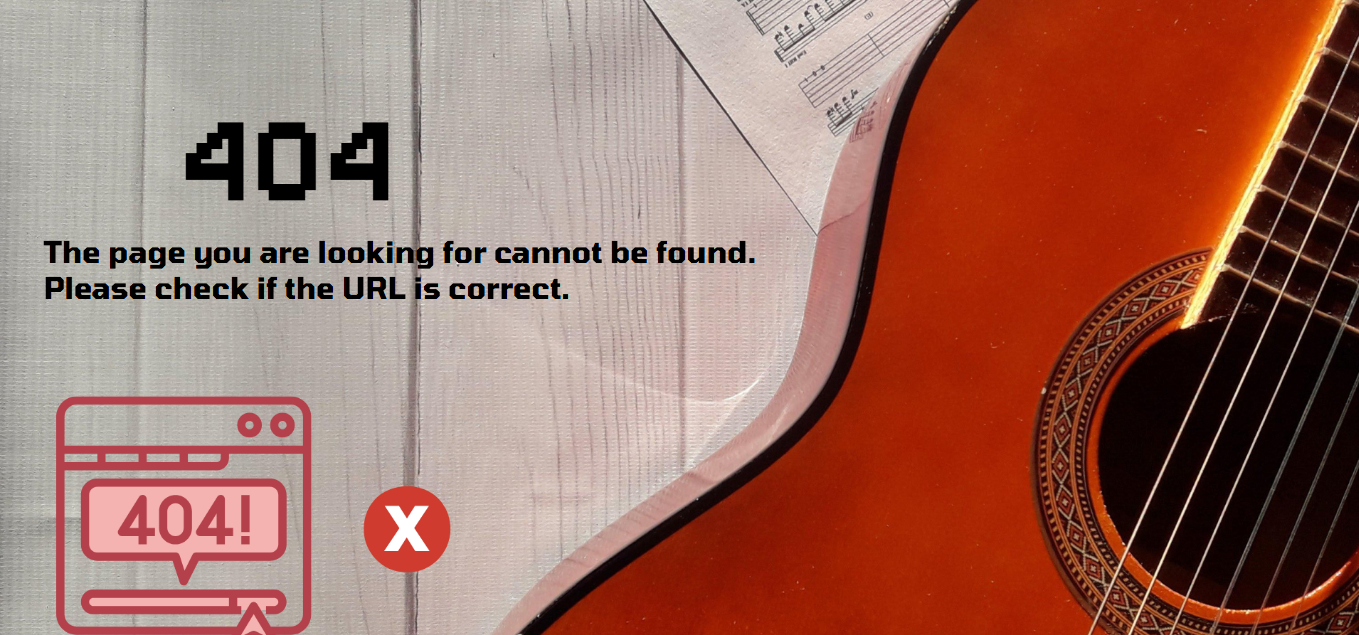 404
The page you are looking for cannot be found.
Please check if the URL is correct.
404!
X